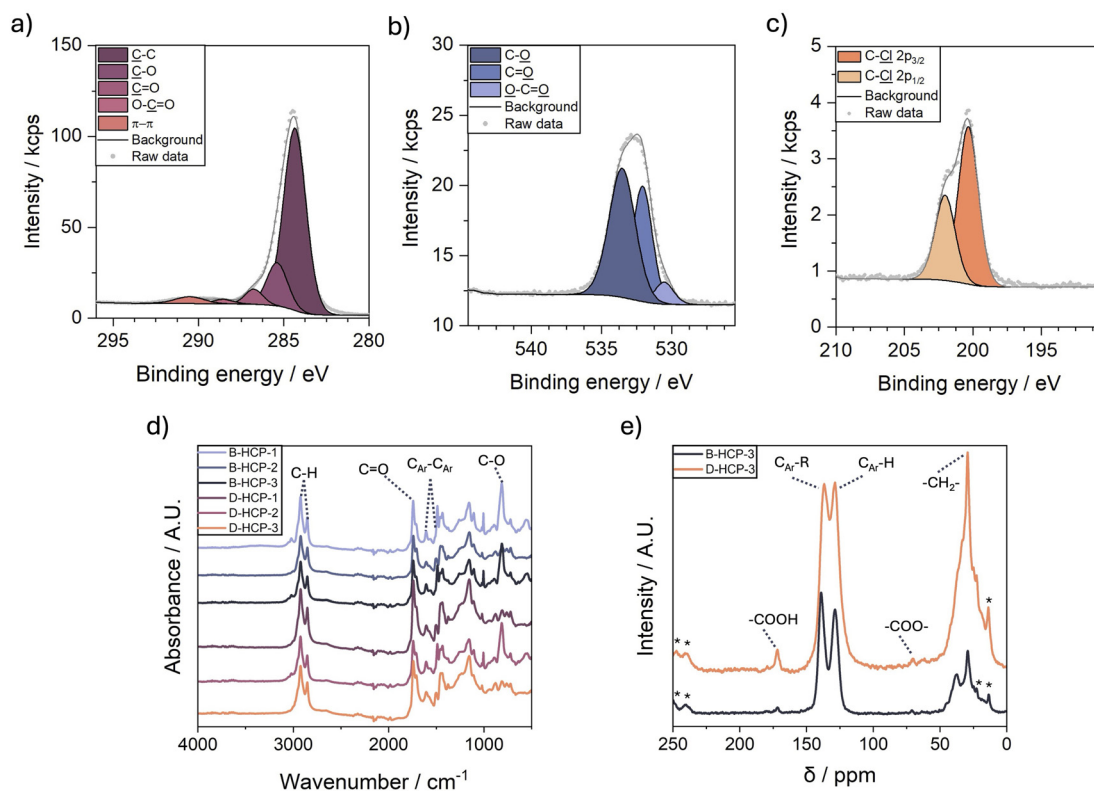 a)
150
100
50
0
Intensity / kcps
C-C
C-O
C=O
O-C=O
π–π
Background
Raw data
295
290
285
280
Binding energy / eV
b)
30
25
20
15
10
Intensity / kcps
C-O
C=O
O-C=O
Background
Raw data
540
535
530
Binding energy / eV
c)
5
4
3
2
1
0
Intensity / kcps
C-Cl 2p3/2
C-Cl 2p1/2
Background
Raw data
210
205
200
195
Binding energy / eV
d)
Absorbance / A.U.
B-HCP-1
B-HCP-2
B-HCP-3
D-HCP-1
D-HCP-2
D-HCP-3
C-H
C=O
CAr-CAr
C-O
4000
3000
2000
1000
Wavenumber / cm-1
e)
Intensity / A.U.
B-HCP-3
D-HCP-3
CAr-R
CAr-H
-CH2-
-COOH
-COO-
* *
*
* *
* *
250
200
150
100
50
0
δ / ppm